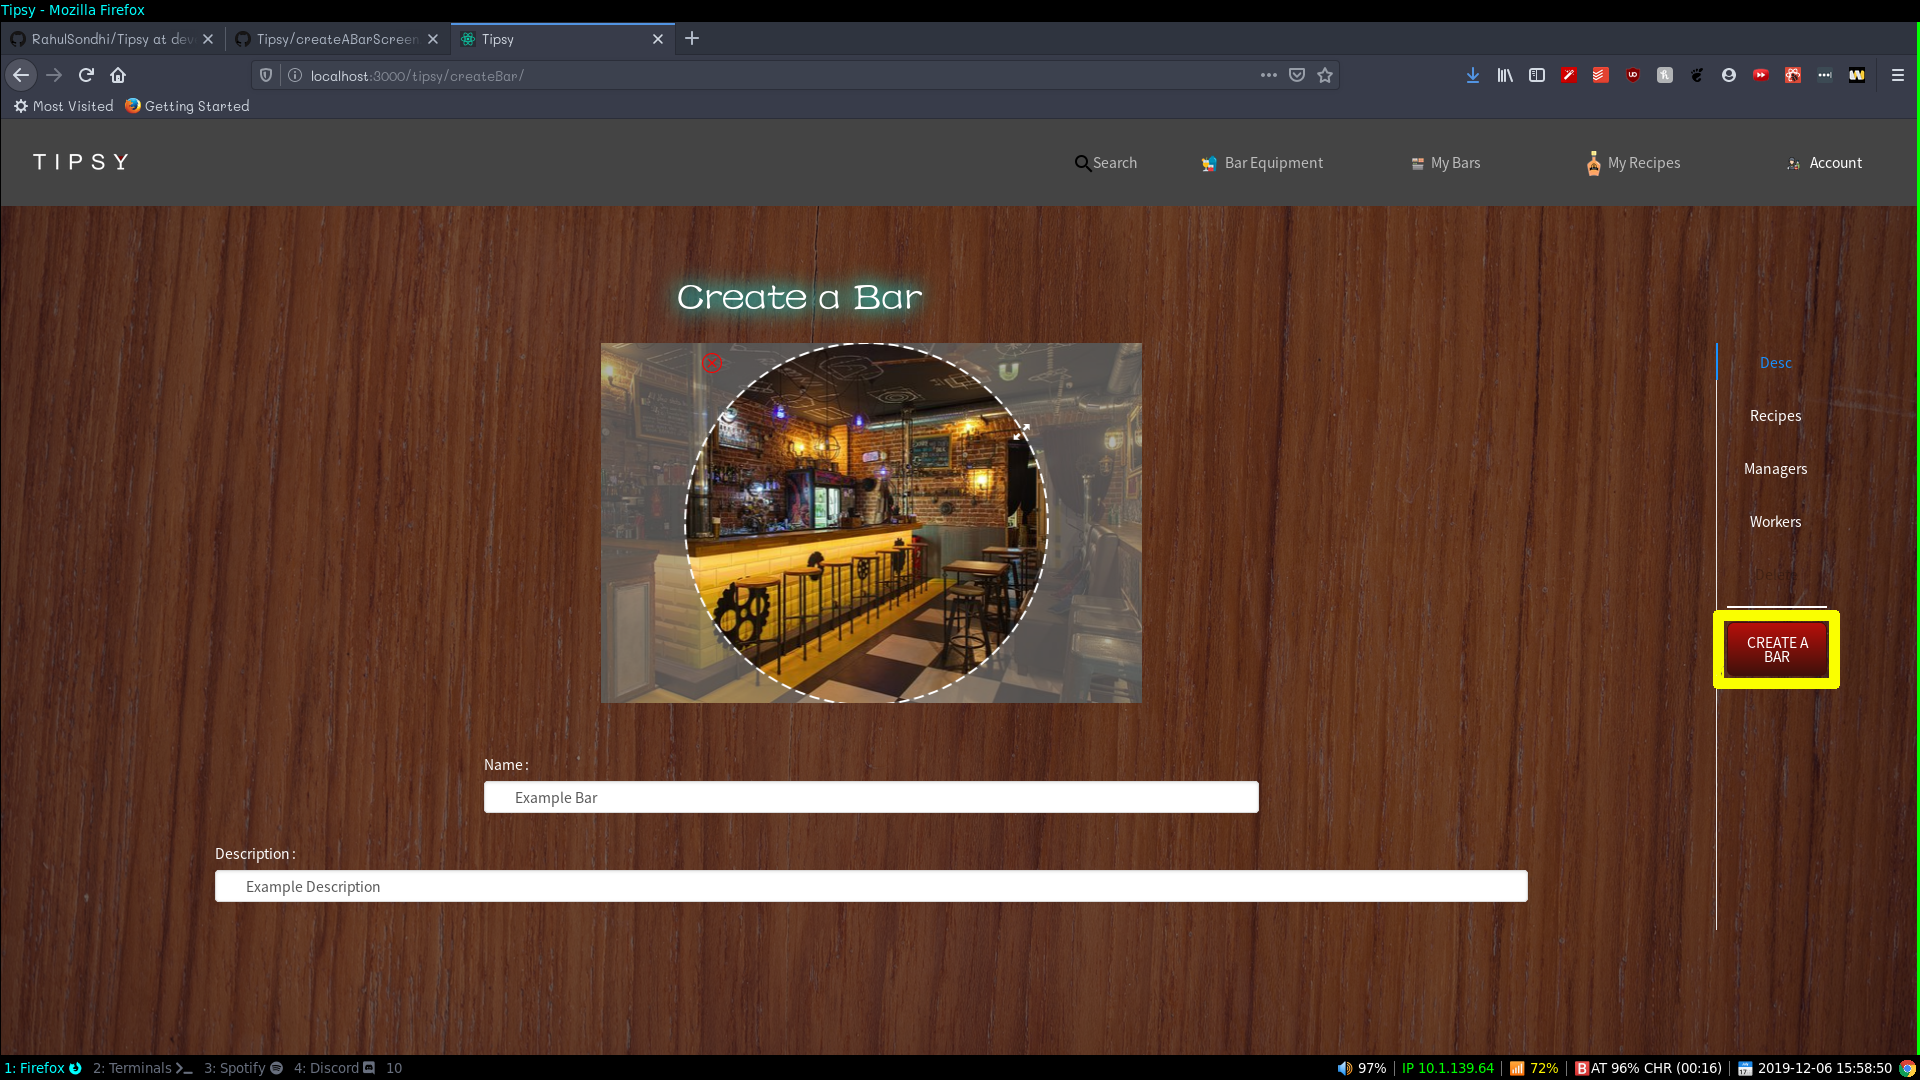 Tipsy - Mozilla Firefox
RahulSondhi/Tipsy at dev
Tipsy/createABarScreen
Tipsy
localhost:3000/tipsy/createBar/
Most Visited
Getting Started
TIPSY
Search
Bar Equipment
My Bars
My Recipes
Account
Create a Bar
Desc
Recipes
Managers
Workers
CREATE A
BAR
Name :
Example Bar
Description :
Example Description
1: Firefox
2: Terminals
3: Spotify
4: Discord
10
97%
IP 10.1.139.64
72%
BAT 96% CHR (00:16)
2019-12-06 15:58:50